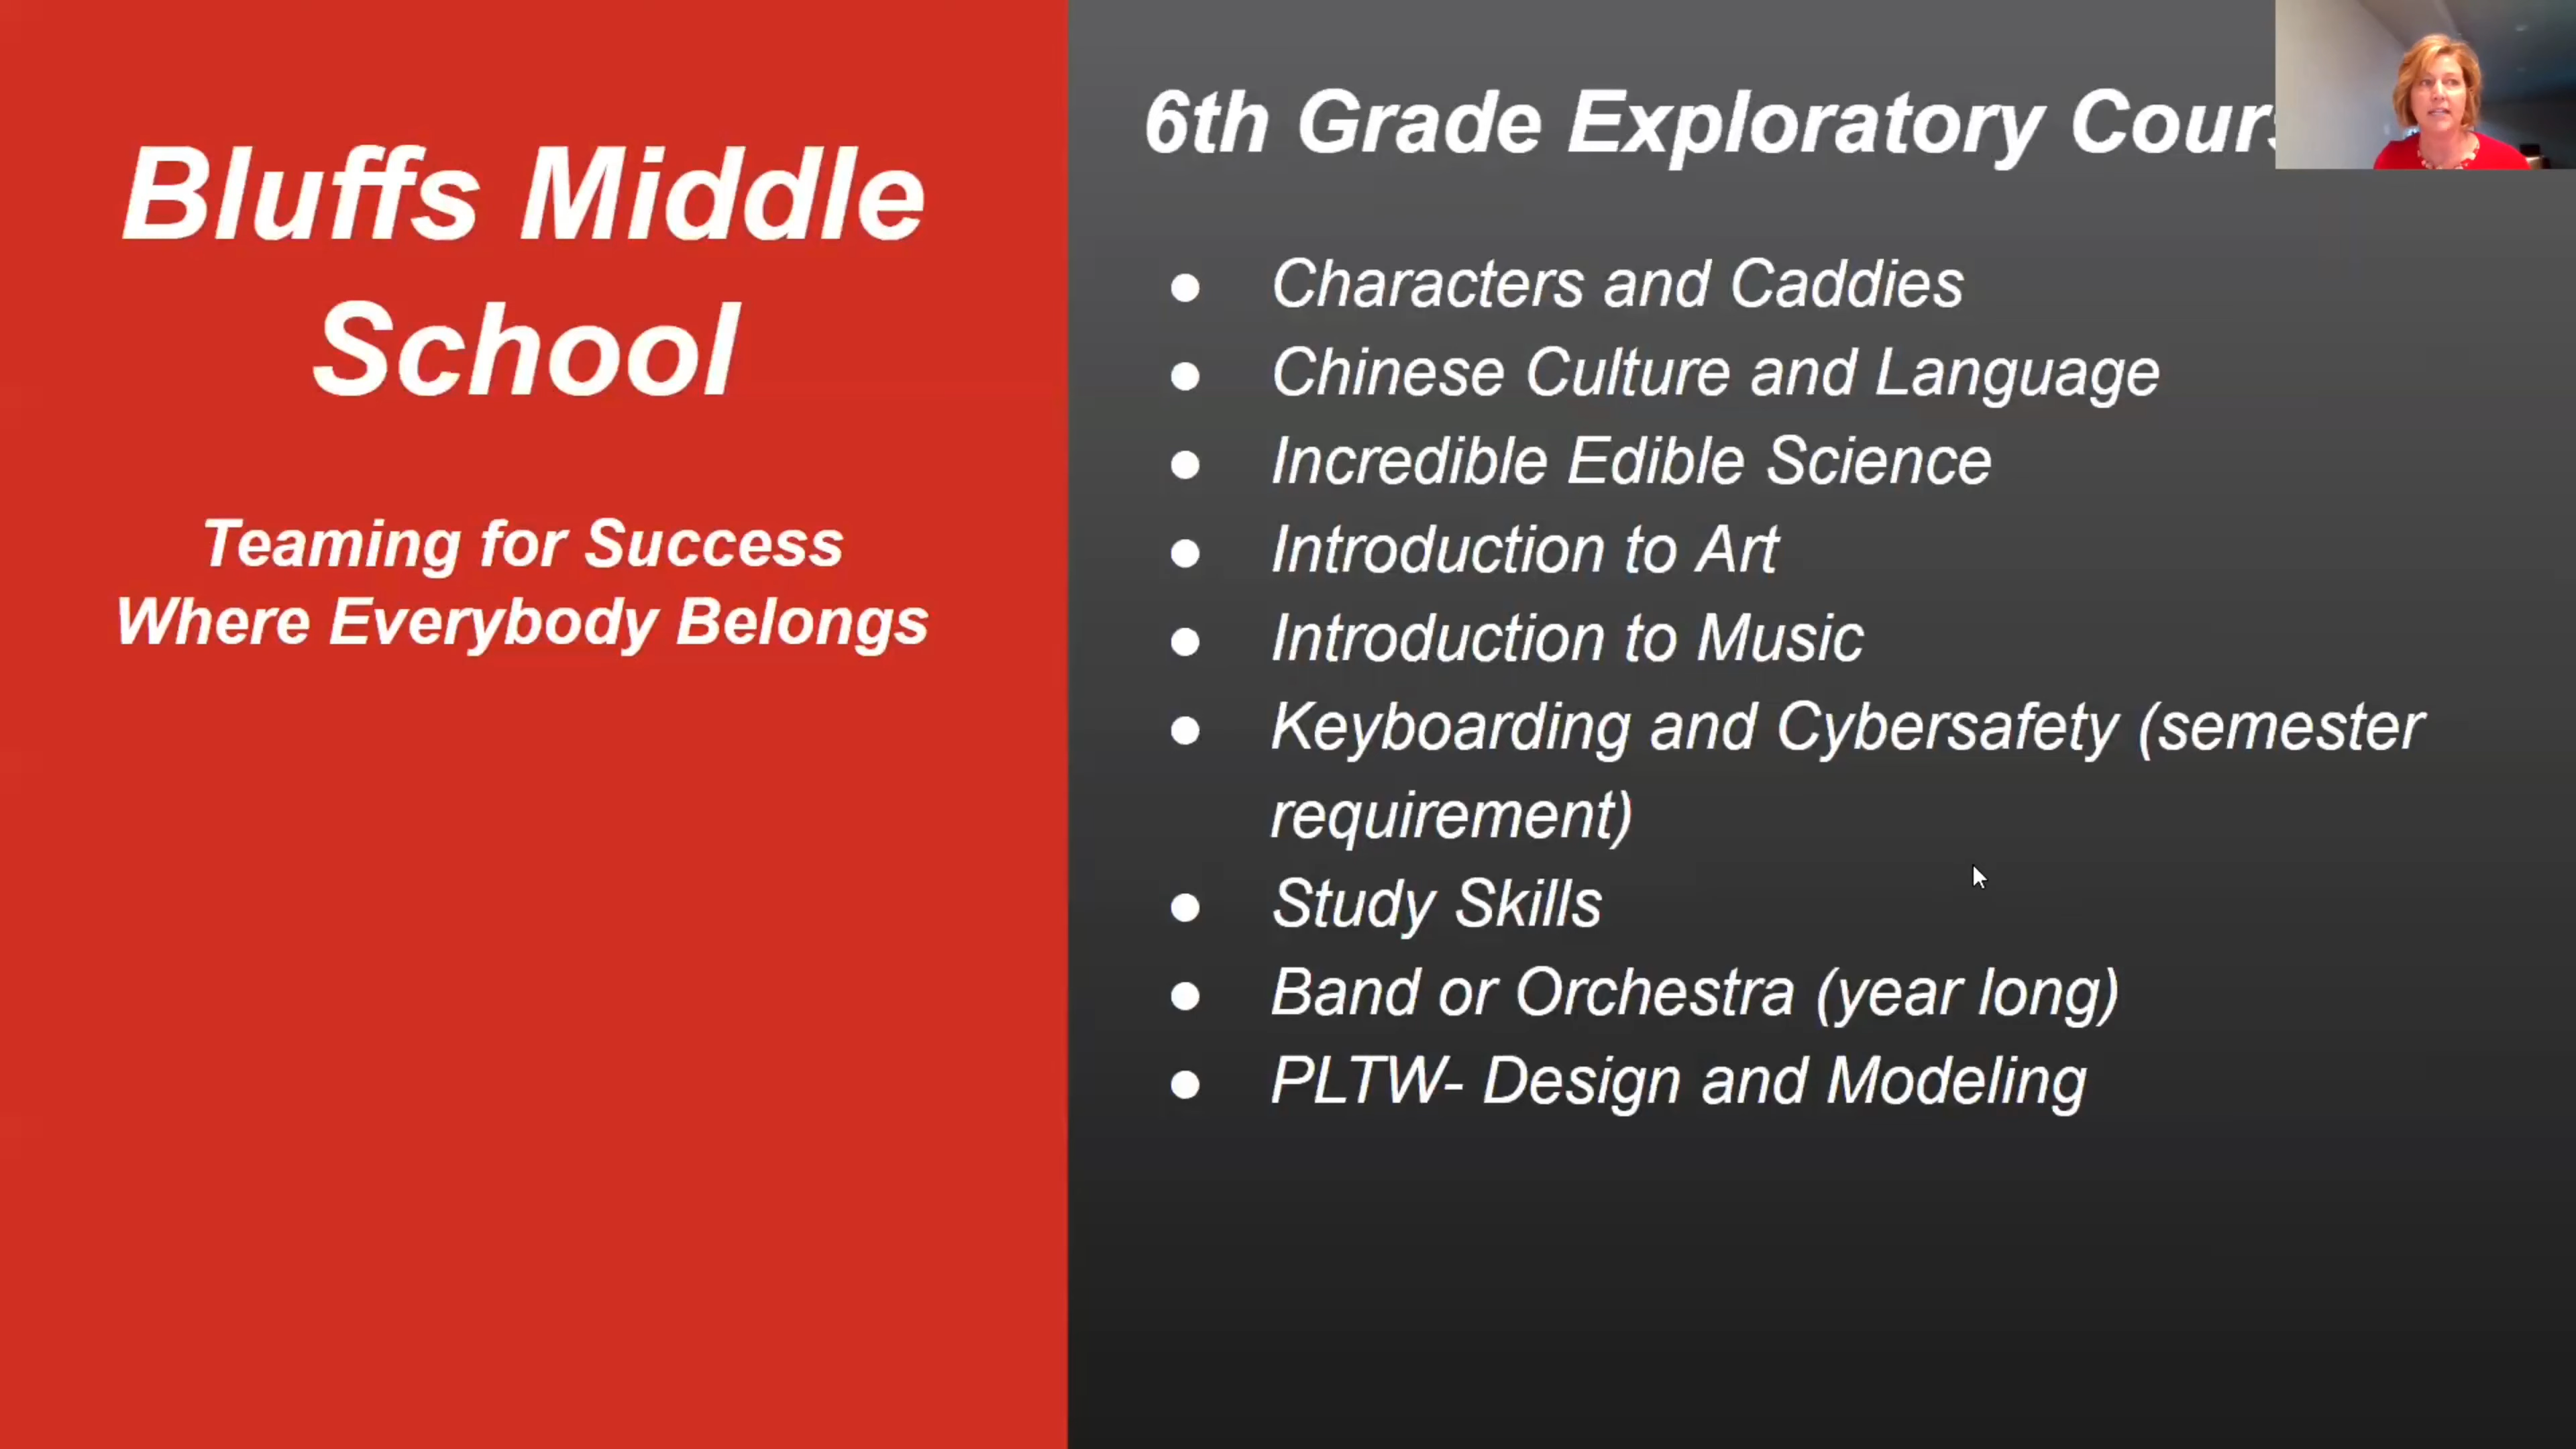 Bluffs Middle
School
Teaming for Success
Where Everybody Belongs
6th Grade Exploratory
● Characters and Caddies
● Chinese Culture and Language
● Incredible Edible Science
● Introduction to Art
● Introduction to Music
● Keyboarding and Cybersafety (semester
requirement)
● Study Skills
● Band or Orchestra (year long)
● PLTW- Design and Modeling